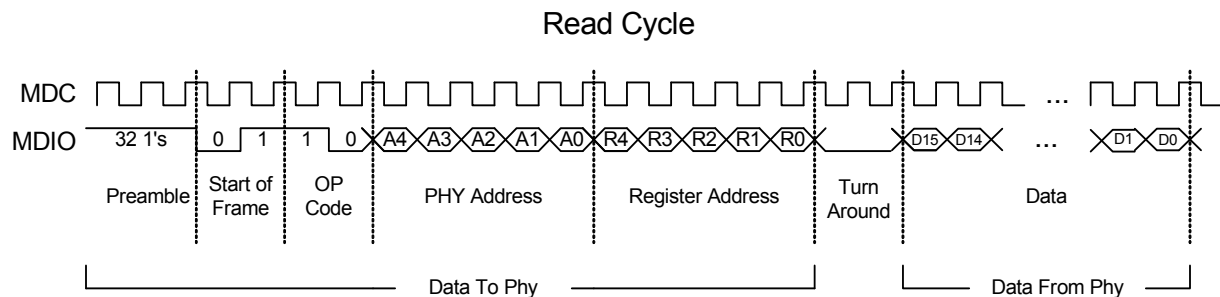 Read Cycle
MDC ...
MDIO 32 1's 0 1 1 0 A4 A3 A2 A1 A0 R4 R3 R2 R1 R0 D15 D14 ... D1 D0
Preamble
Start of
Frame
OP
Code
PHY Address
Register Address
Turn
Around
Data
Data To Phy
Data From Phy